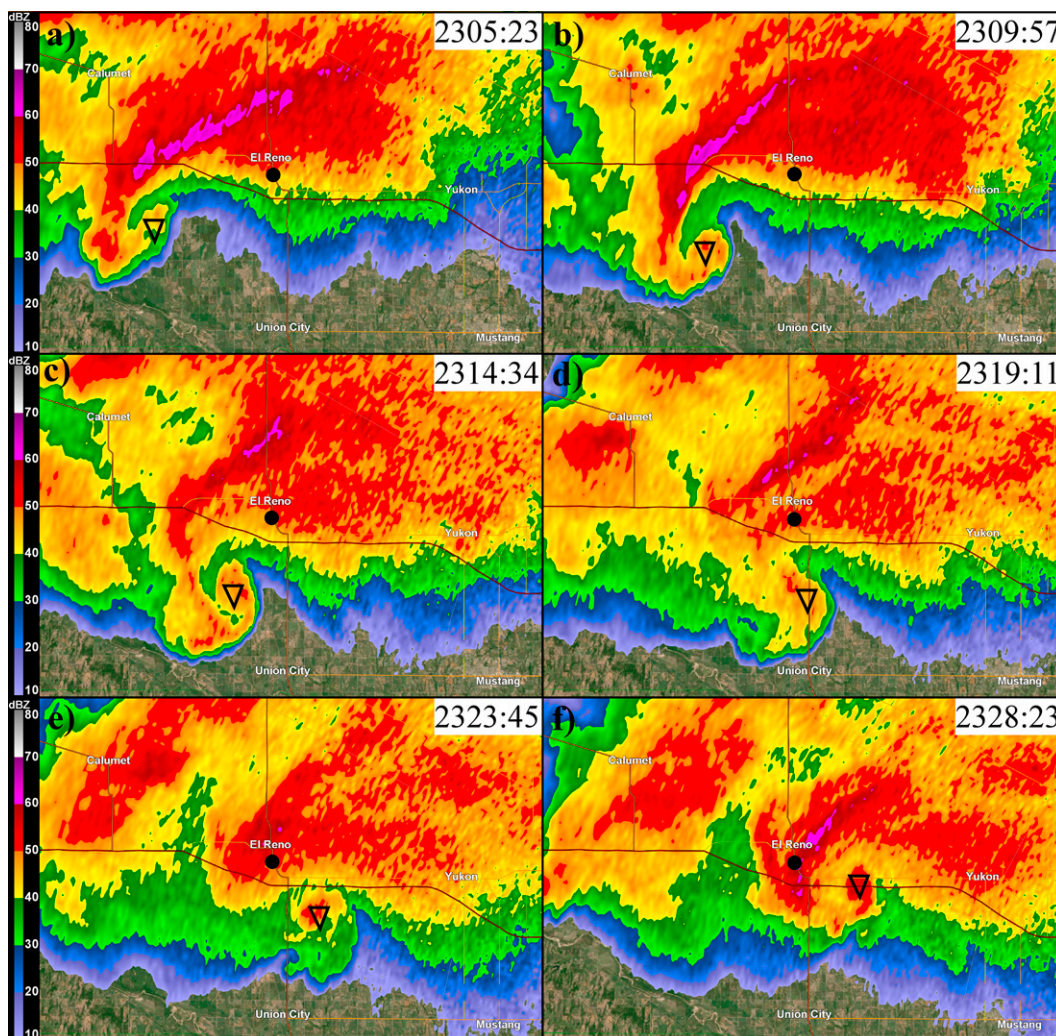 dBZ
a)
2305:23
80
Calumet
70
60
50
El Reno
Yukon
40
30
20
Union City
10
Mustang
b)
2309:57
Calumet
El Reno
Yukon
Union City
Mustang
dBZ
c)
2314:34
80
Calumet
70
60
50
El Reno
Yukon
40
30
20
Union City
10
Mustang
d)
2319:11
Calumet
El Reno
Yukon
Union City
Mustang
dBZ
e)
2323:45
80
Calumet
70
60
50
El Reno
Yukon
40
30
20
Union City
10
Mustang
f)
2328:23
Calumet
El Reno
Yukon
Union City
Mustang